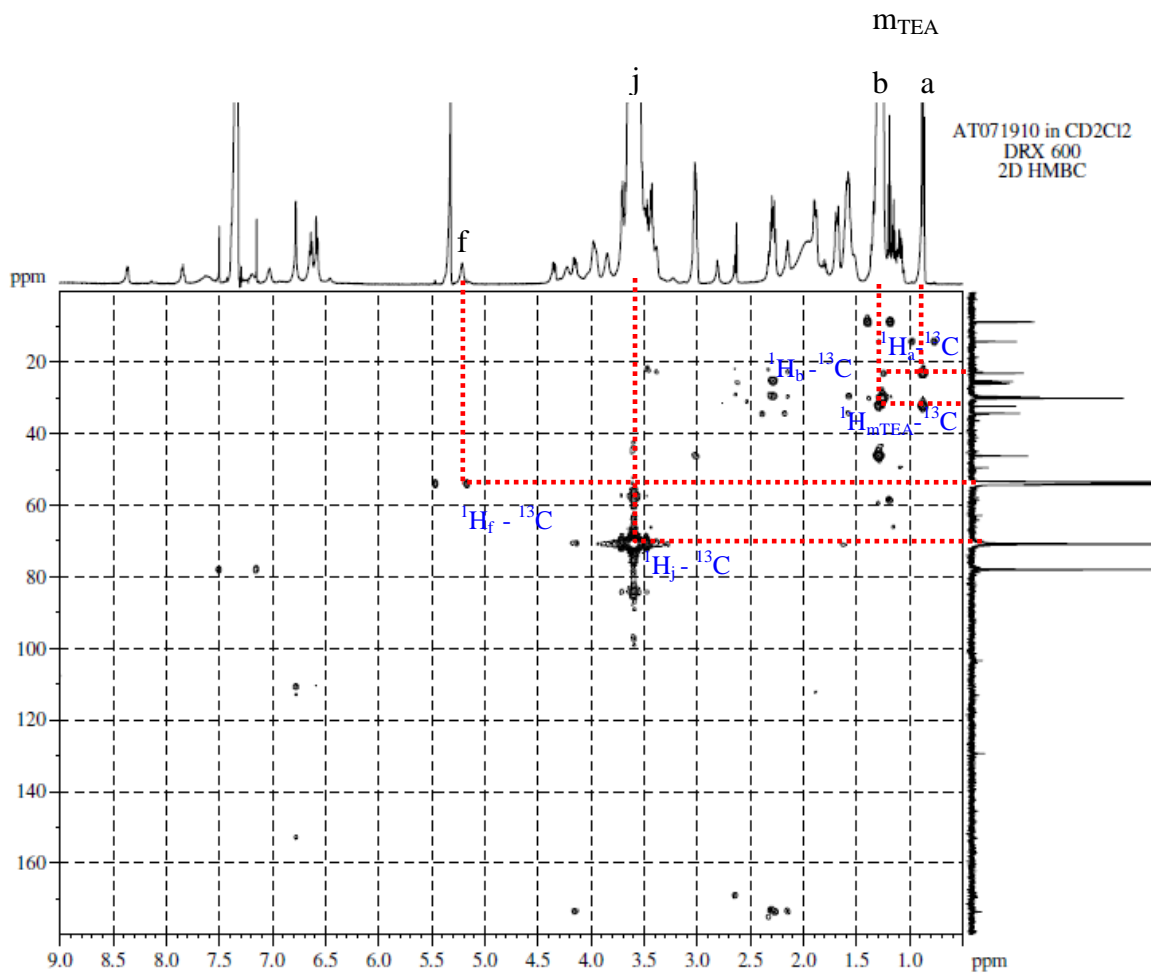 mTEA
j
b
a
AT071910 in CD2Cl2
DRX 600
2D HMBC
f
ppm
20
40
60
80
100
120
140
160
¹Ha-¹³C
¹Hb-¹³C
¹HmTEA-¹³C
¹Hf - ¹³C
¹Hj - ¹³C
9.0 8.5 8.0 7.5 7.0 6.5 6.0 5.5 5.0 4.5 4.0 3.5 3.0 2.5 2.0 1.5 1.0 ppm